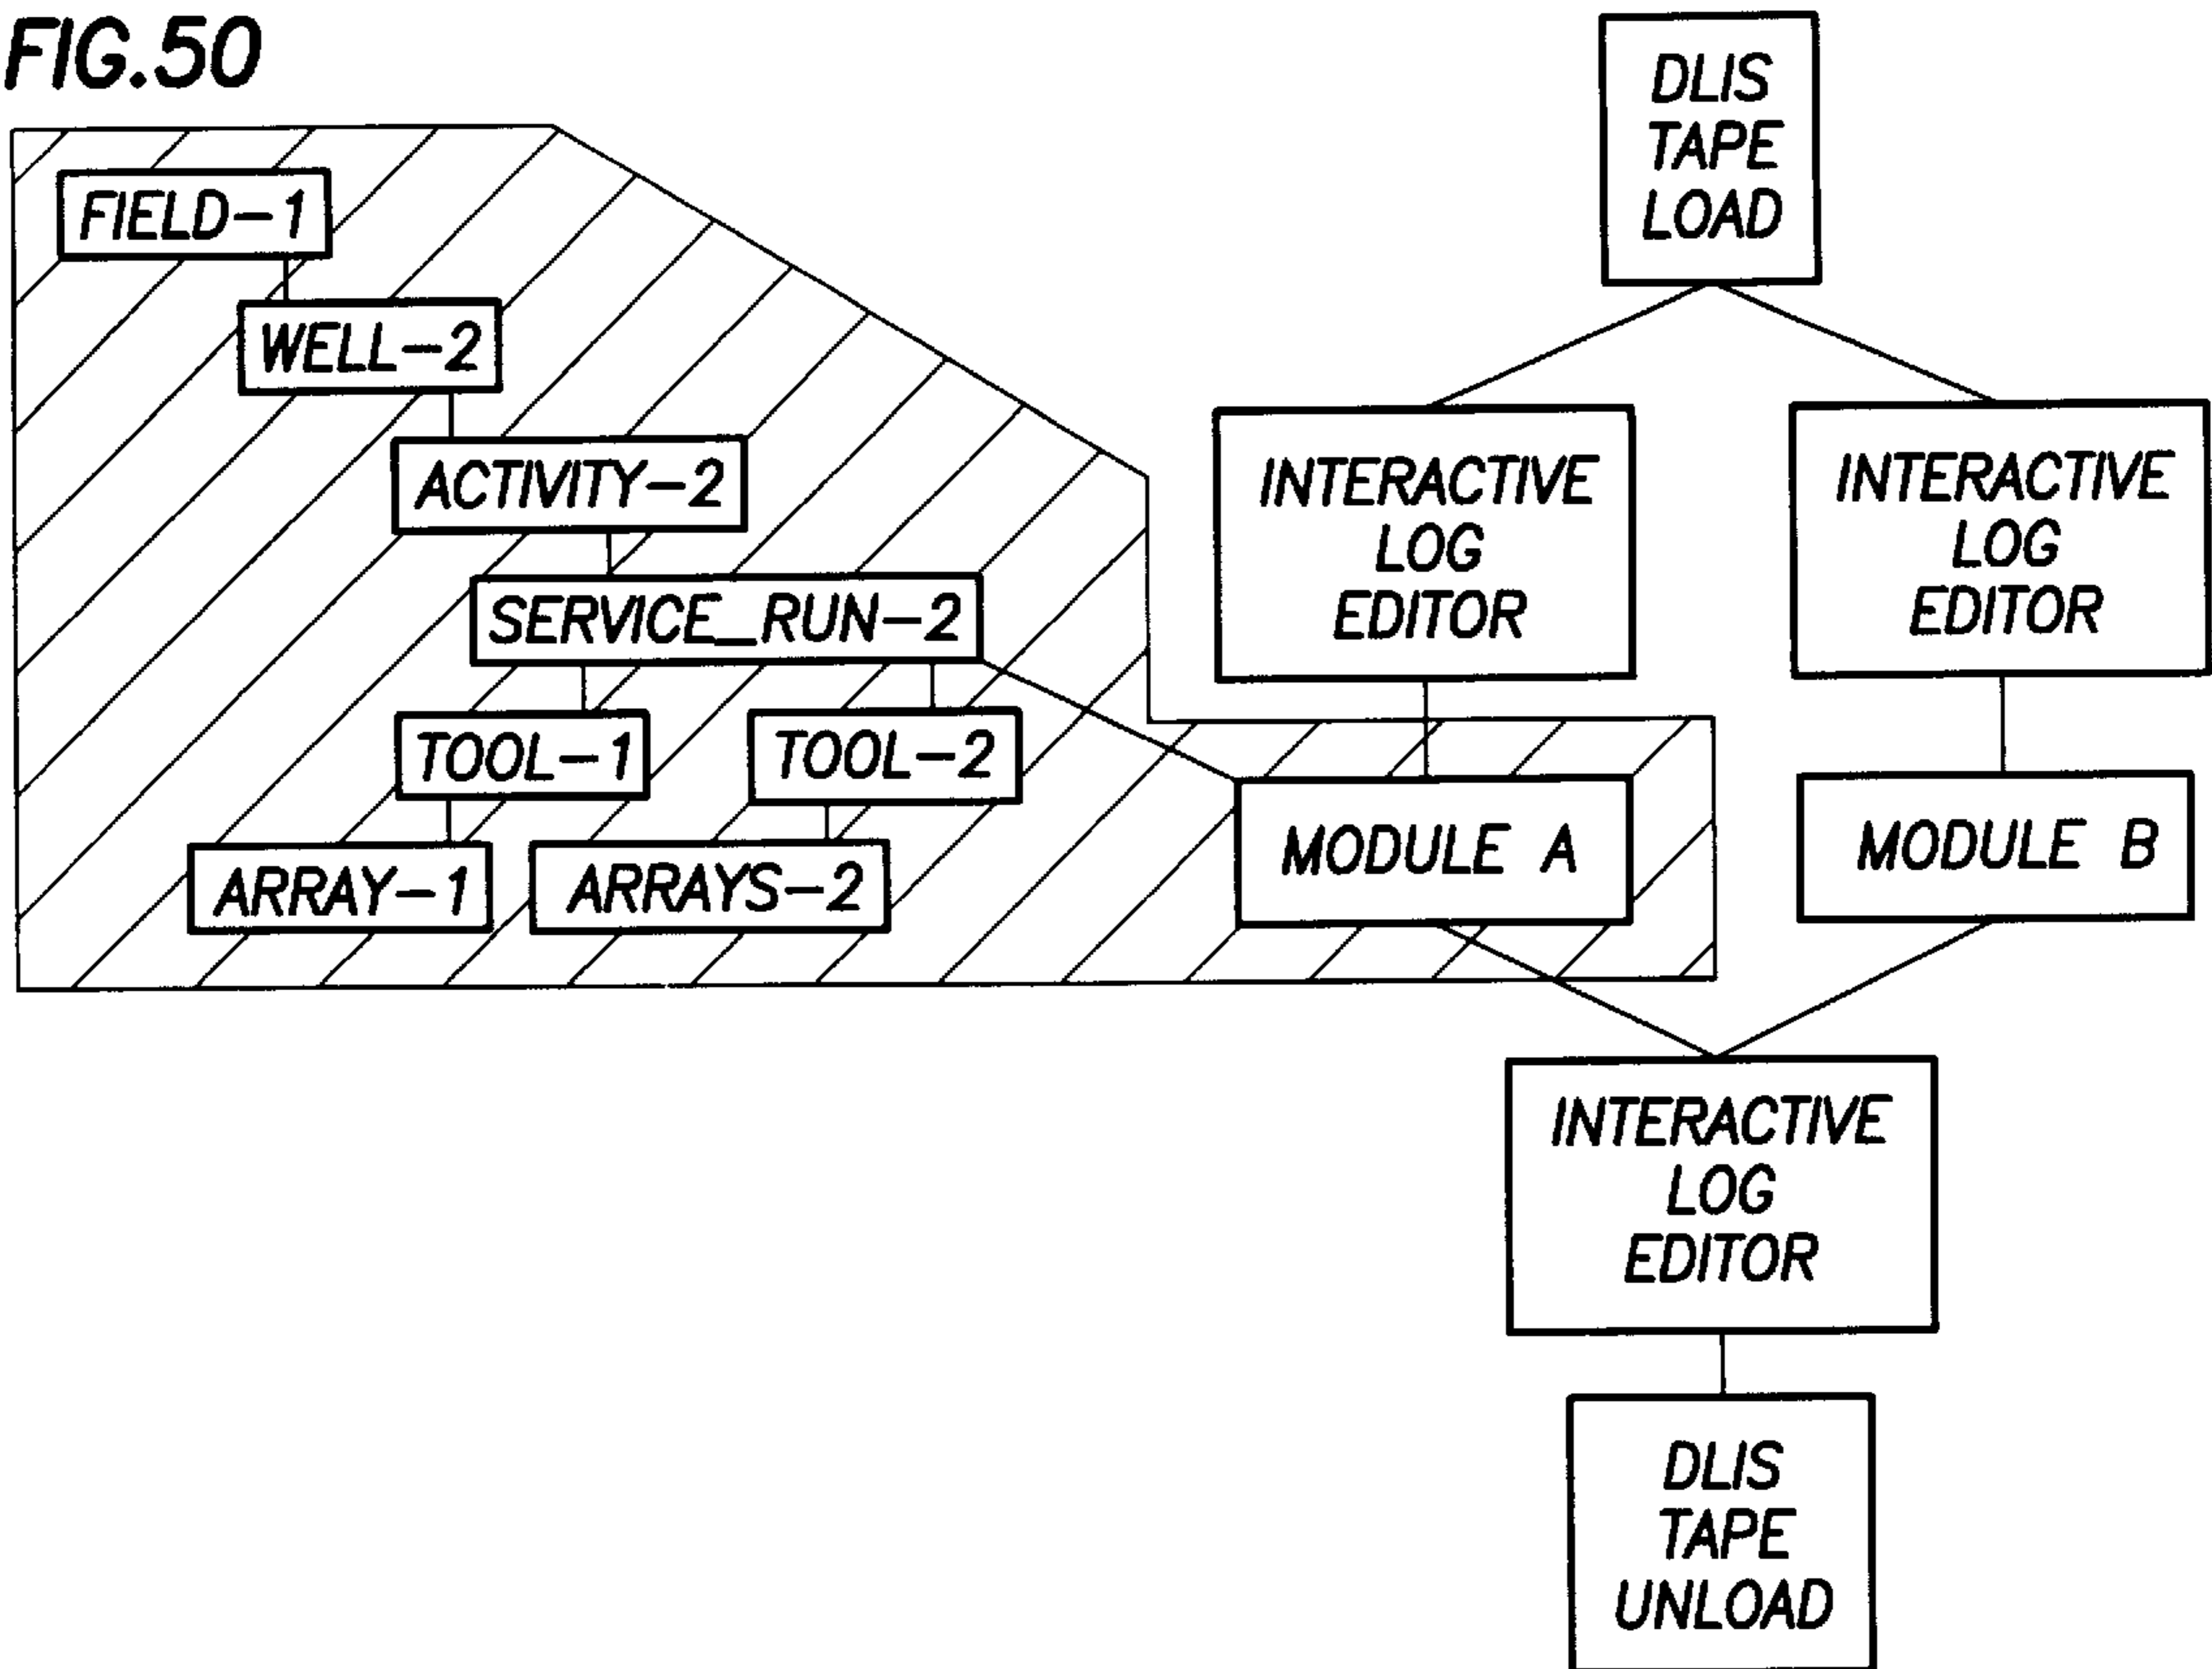 FIG.50
DLIS
TAPE
LOAD
FIELD-1
WELL-2
ACTIVITY-2
SERVICE_RUN-2
TOOL-1
TOOL-2
ARRAY-1
ARRAYS-2
INTERACTIVE
LOG
EDITOR
INTERACTIVE
LOG
EDITOR
MODULE A
MODULE B
INTERACTIVE
LOG
EDITOR
DLIS
TAPE
UNLOAD